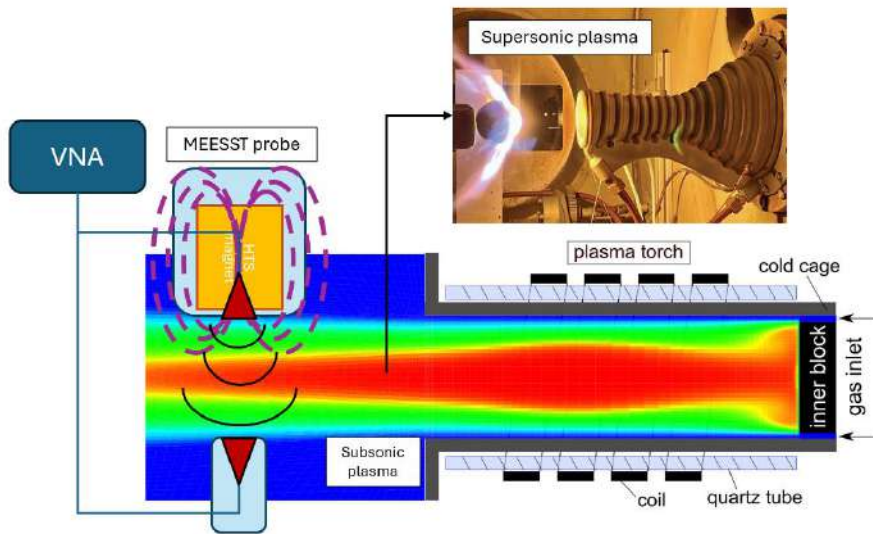 Supersonic plasma
VNA
MEESST probe
HTS
magnet
plasma torch
cold cage
inner block
gas inlet
Subsonic
plasma
coil
quartz tube